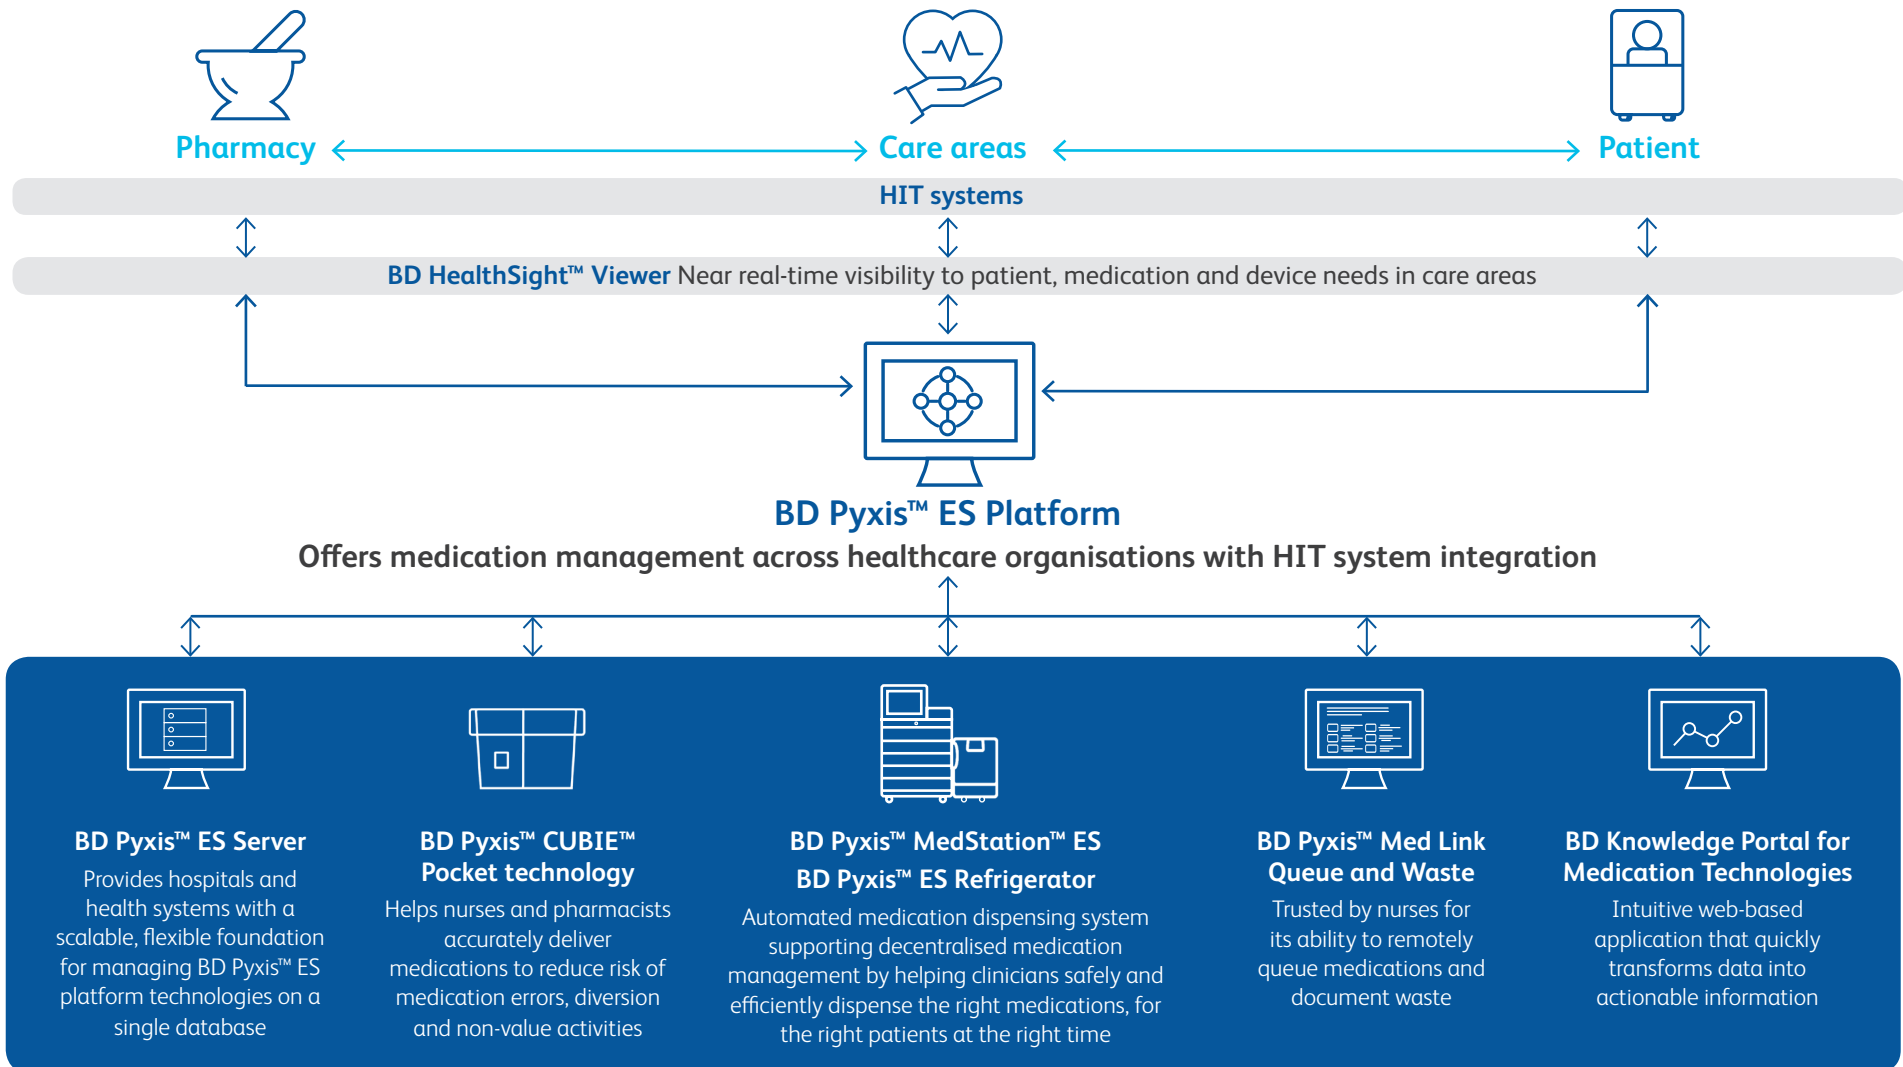 Pharmacy
Care areas
Patient
HIT systems
BD HealthSight™ Viewer Near real-time visibility to patient, medication and device needs in care areas
BD Pyxis™ ES Platform
Offers medication management across healthcare organisations with HIT system integration
BD Pyxis™ ES Server
Provides hospitals and
health systems with a
scalable, flexible foundation
for managing BD Pyxis™ ES
platform technologies on a
single database
BD Pyxis™ CUBIE™
Pocket technology
Helps nurses and pharmacists
accurately deliver
medications to reduce risk of
medication errors, diversion
and non-value activities
BD Pyxis™ MedStation™ ES
BD Pyxis™ ES Refrigerator
Automated medication dispensing system
supporting decentralised medication
management by helping clinicians safely and
efficiently dispense the right medications, for
the right patients at the right time
BD Pyxis™ Med Link
Queue and Waste
Trusted by nurses for
its ability to remotely
queue medications and
document waste
BD Knowledge Portal for
Medication Technologies
Intuitive web-based
application that quickly
transforms data into
actionable information